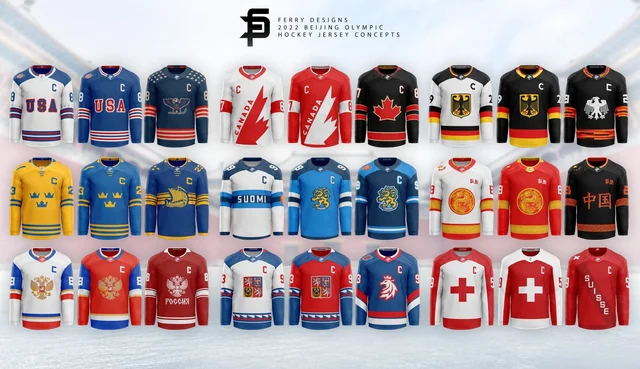 FERRY DESIGNS
2022 BEIJING OLYMPIC
HOCKEY JERSEY CONCEPTS
USA
USA
CANADA
CANADA
SUOMI
中国
РОССИЯ
SUISSE